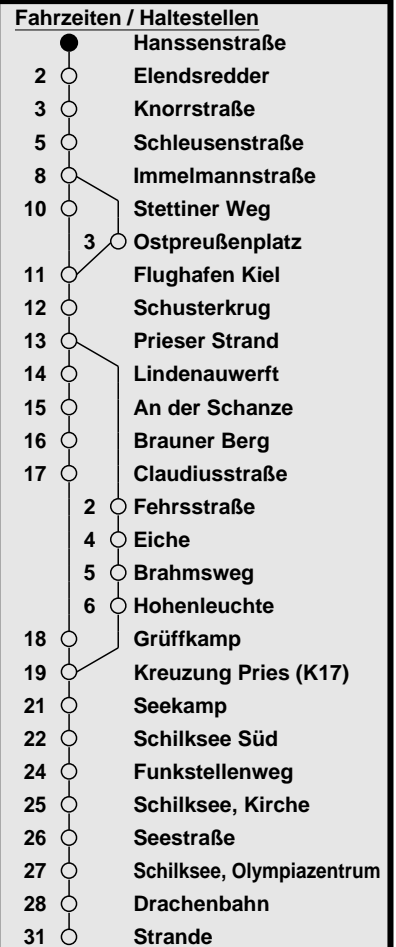 Fahrzeiten / Haltestellen
Hanssenstraße
2 Elendsredder
3 Knorrstraße
5 Schleusenstraße
8 Immelmannstraße
10 Stettiner Weg
3 Ostpreußenplatz
11 Flughafen Kiel
12 Schusterkrug
13 Prieser Strand
14 Lindenauwerft
15 An der Schanze
16 Brauner Berg
17 Claudiusstraße
2 Fehrsstraße
4 Eiche
5 Brahmsweg
6 Hohenleuchte
18 Grüffkamp
19 Kreuzung Pries (K17)
21 Seekamp
22 Schilksee Süd
24 Funkstellenweg
25 Schilksee, Kirche
26 Seestraße
27 Schilksee, Olympiazentrum
28 Drachenbahn
31 Strande